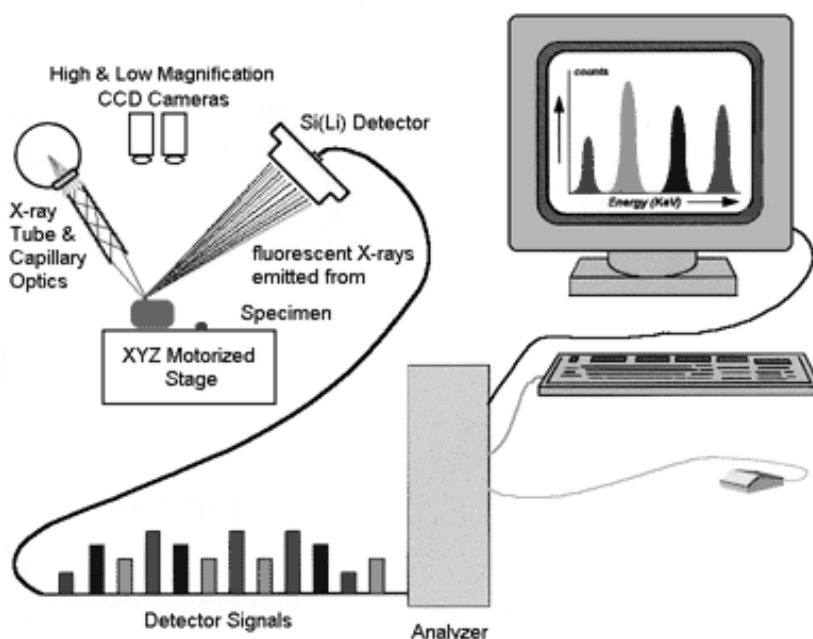 High & Low Magnification
CCD Cameras
Si(Li) Detector
X-ray
Tube &
Capillary
Optics
fluorescent X-rays
emitted from
Specimen
XYZ Motorized
Stage
counts
Energy (KeV)
Detector Signals
Analyzer